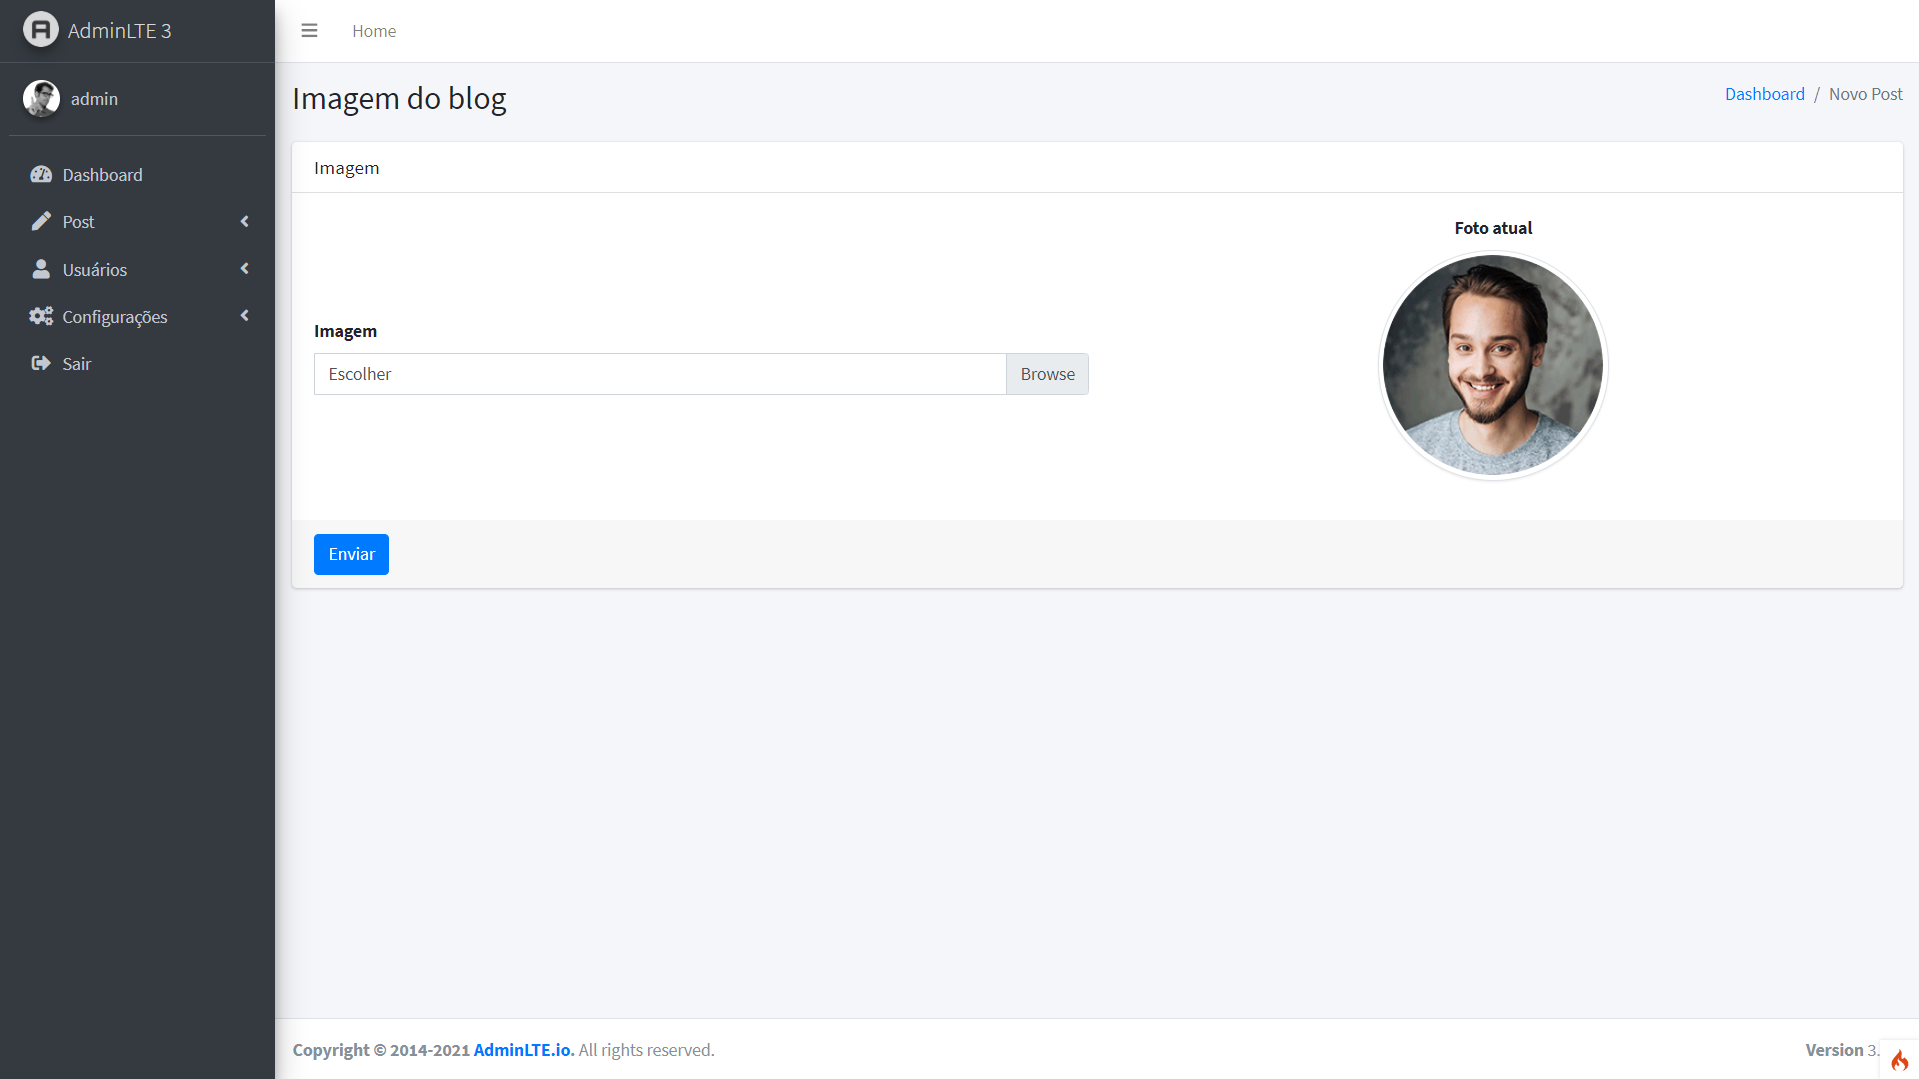 AdminLTE 3
Home
admin
Imagem do blog
Dashboard / Novo Post
Dashboard
Post
Usuários
Configurações
Sair
Imagem
Foto atual
Imagem
Escolher
Browse
Enviar
Copyright © 2014-2021 AdminLTE.io. All rights reserved.
Version 3.